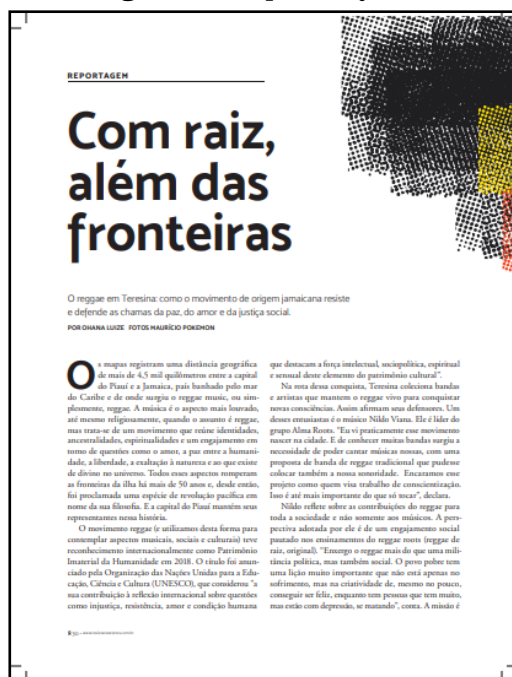 REPORTAGEM
Com raiz,
além das
fronteiras
O reggae em Teresina: como o movimento de origem jamaicana resiste
e defende as chamas da paz, do amor e da justiça social.
POR OHANA LUIZE FOTOS MAURÍCIO POKEMON
Os mapas registram uma distância geográfica
de mais de 4,5 mil quilômetros entre a capital
do Piauí e a Jamaica, país banhado pelo mar
do Caribe e de onde surgiu o reggae music, ou sim-
plesmente, reggae. A música é o aspecto mais louvado,
até mesmo religiosamente, quando o assunto é reggae,
mas trata-se de um movimento que reúne identidades,
ancestralidades, espiritualidades e um engajamento em
torno de questões como o amor, a paz entre a humani-
dade, a liberdade, a exaltação à natureza e ao que existe
de divino no universo. Todos esses aspectos romperam
as fronteiras da ilha há mais de 50 anos e, desde então,
foi proclamada uma espécie de revolução pacífica em
nome da sua filosofia. E a capital do Piauí mantém seus
representantes nessa história.
O movimento reggae (e utilizamos desta forma para
contemplar aspectos musicais, sociais e culturais) teve
reconhecimento internacionalmente como Patrimônio
Imaterial da Humanidade em 2018. O título foi anun-
ciado pela Organização das Nações Unidas para a Edu-
cação, Ciência e Cultura (UNESCO), que considerou "a
sua contribuição à reflexão internacional sobre questões
como injustiça, resistência, amor e condição humana
que destacam a força intelectual, sociopolítica, espiritual
e sensual deste elemento do patrimônio cultural".
Na rota dessa conquista, Teresina coleciona bandas
e artistas que mantem o reggae vivo para conquistar
novas consciências. Assim afirmam seus defensores. Um
desses entusiastas é o músico Nildo Viana. Ele é líder do
grupo Alma Roots. "Eu vi praticamente esse movimento
nascer na cidade. E de conhecer muitas bandas surgiu a
necessidade de poder cantar músicas nossas, com uma
proposta de banda de reggae tradicional que pudesse
colocar também a nossa sonoridade. Encaramos esse
projeto como quem visa trabalho de conscientização.
Isso é até mais importante do que só tocar", declara.
Nildo reflete sobre as contribuições do reggae para
toda a sociedade e não somente aos músicos. A pers-
pectiva adotada por ele é de um engajamento social
pautado nos ensinamentos do reggae roots (reggae de
raiz, original). "Enxergo o reggae mais do que uma mili-
tância política, mas também social. O povo pobre tem
uma lição muito importante que não está apenas no
sofrimento, mas na criatividade de, mesmo no pouco,
conseguir ser feliz, enquanto tem pessoas que tem muito,
mas estão com depressão, se matando", conta. A missão é